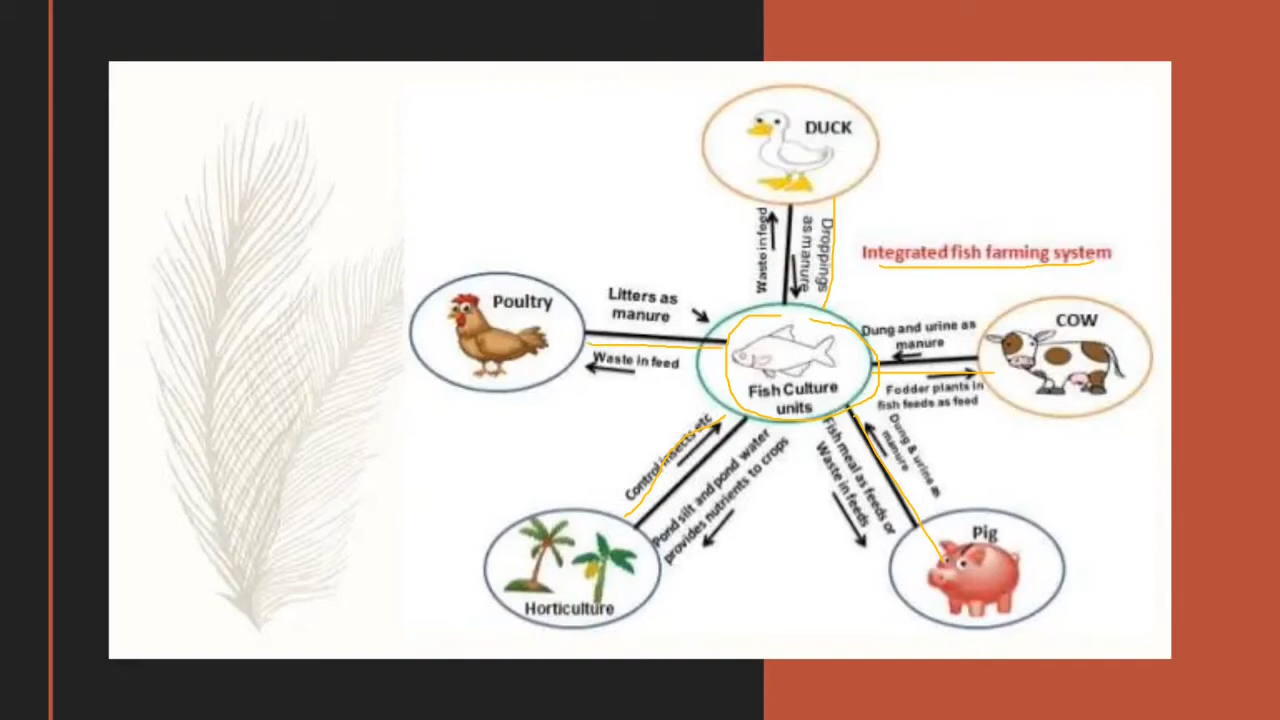 DUCK
Waste in feed
Droppings
as manure
Integrated fish farming system
Poultry
Litters as
manure
Waste in feed
COW
Dung and urine as
manure
Fodder plants in
fish feeds as feed
Fish Culture
units
Control insects etc
Pond silt and pond water
provides nutrients to crops
Fish meal as feeds or
Waste in feeds
Dung & urine as
manure
Horticulture
Pig